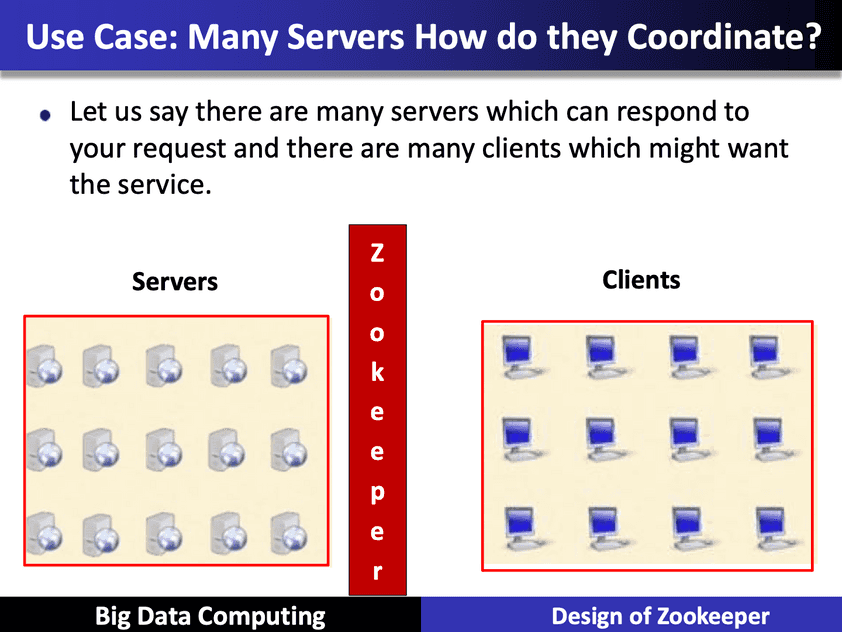 Use Case: Many Servers How do they Coordinate?
Let us say there are many servers which can respond to
your request and there are many clients which might want
the service.
Servers
Zookeeper
Clients
Big Data Computing
Design of Zookeeper